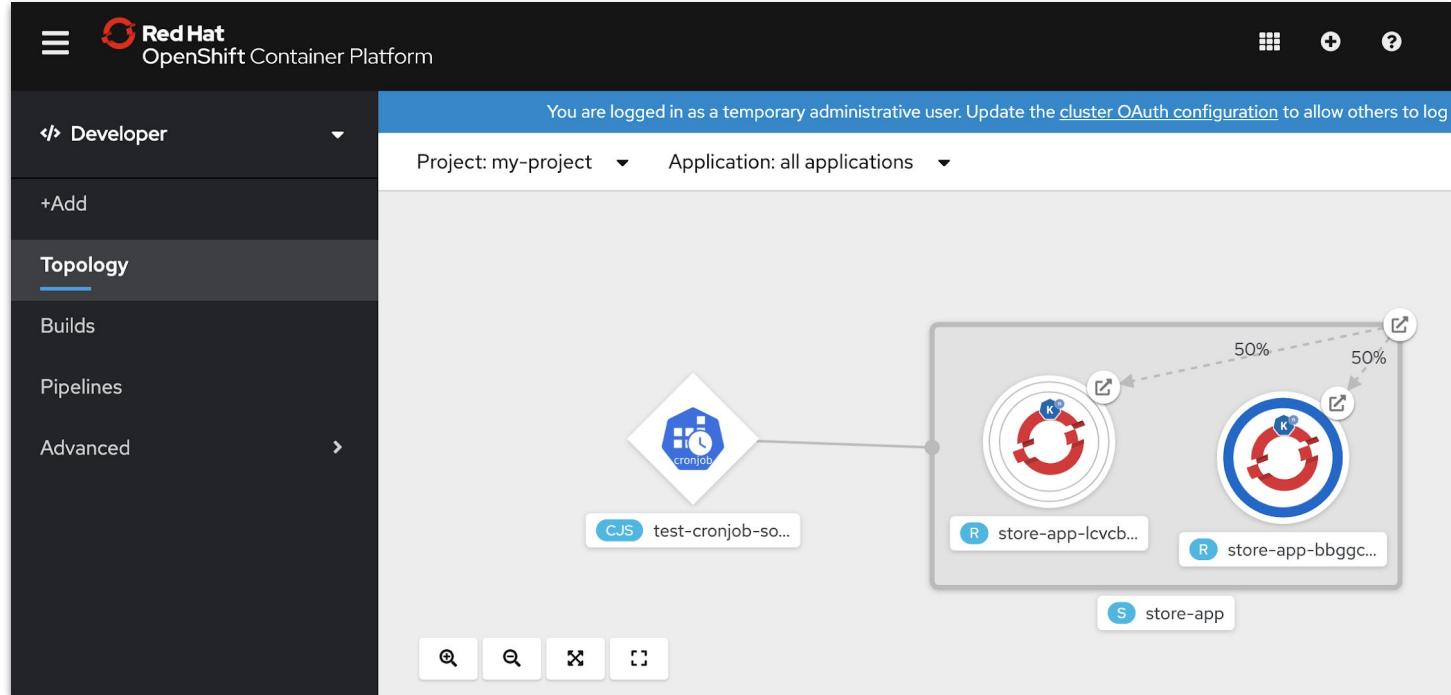 Red Hat
OpenShift Container Platform
You are logged in as a temporary administrative user. Update the cluster OAuth configuration to allow others to log
</> Developer
Project: my-project
Application: all applications
+Add
Topology
Builds
Pipelines
Advanced
50%
50%
K
K
cronjob
CJS test-cronjob-so...
R store-app-lcvcb...
R store-app-bbggc...
S store-app